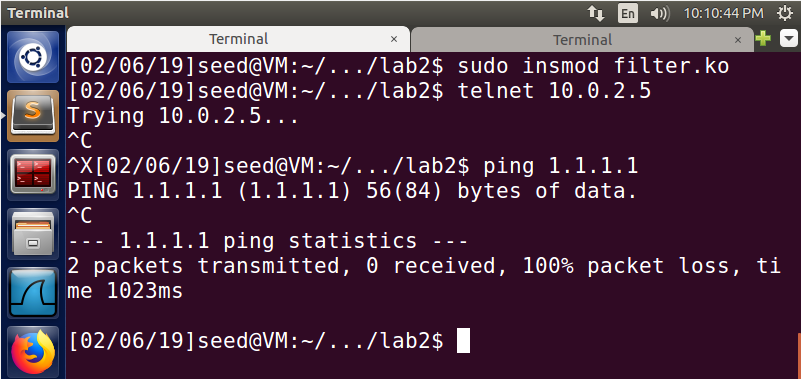 Terminal
En
10:10:44 PM
Terminal ×
Terminal ×
[02/06/19]seed@VM:~/.../lab2$ sudo insmod filter.ko
[02/06/19]seed@VM:~/.../lab2$ telnet 10.0.2.5
Trying 10.0.2.5...
^C
^X[02/06/19]seed@VM:~/.../lab2$ ping 1.1.1.1
PING 1.1.1.1 (1.1.1.1) 56(84) bytes of data.
^C
--- 1.1.1.1 ping statistics ---
2 packets transmitted, 0 received, 100% packet loss, ti
me 1023ms
[02/06/19]seed@VM:~/.../lab2$